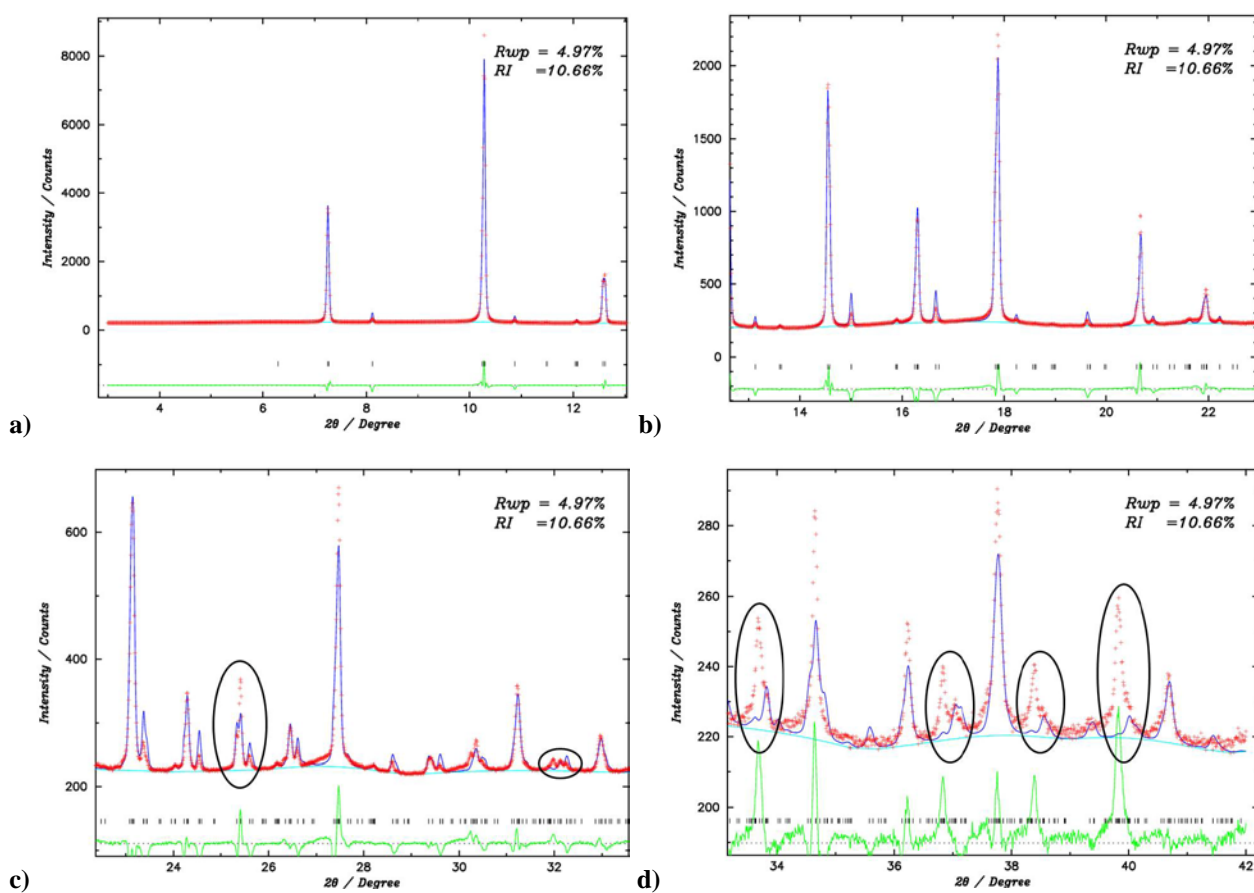 Rwp = 4.97%
RI =10.66%
Intensity / Counts
8000
6000
4000
2000
0
4
6
8
10
12
2θ / Degree
a)
Rwp = 4.97%
RI =10.66%
Intensity / Counts
2000
1500
1000
500
0
14
16
18
20
22
2θ / Degree
b)
Rwp = 4.97%
RI =10.66%
Intensity / Counts
600
400
200
24
26
28
30
32
2θ / Degree
c)
Rwp = 4.97%
RI =10.66%
Intensity / Counts
280
260
240
220
200
34
36
38
40
42
2θ / Degree
d)